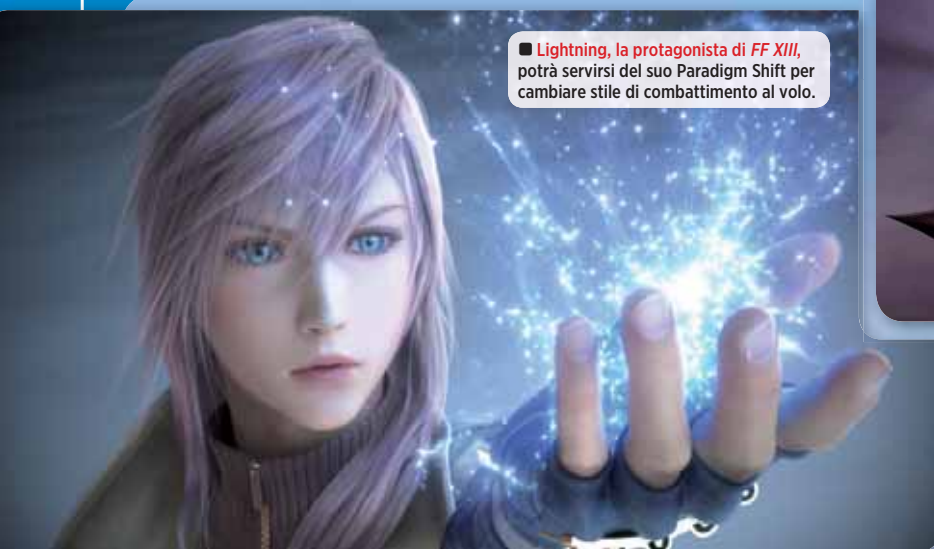 ■ Lightning, la protagonista di FF XIII,
potrà servirsi del suo Paradigm Shift per
cambiare stile di combattimento al volo.